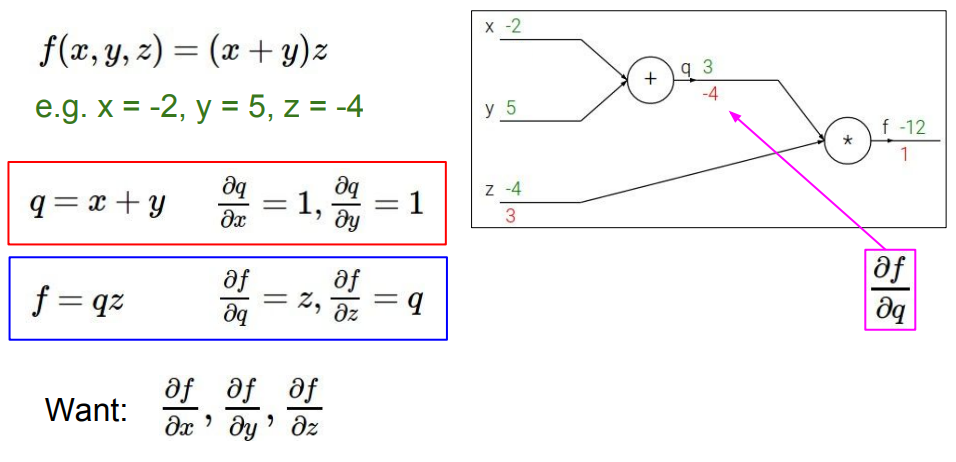 f(x, y, z) = (x + y)z
e.g. x = -2, y = 5, z = -4
q = x + y   ∂q/∂x = 1, ∂q/∂y = 1
f = qz   ∂f/∂q = z, ∂f/∂z = q
Want: ∂f/∂x, ∂f/∂y, ∂f/∂z
x -2
+
q 3
-4
y 5
f -12
*
1
z -4
3
∂f/∂q